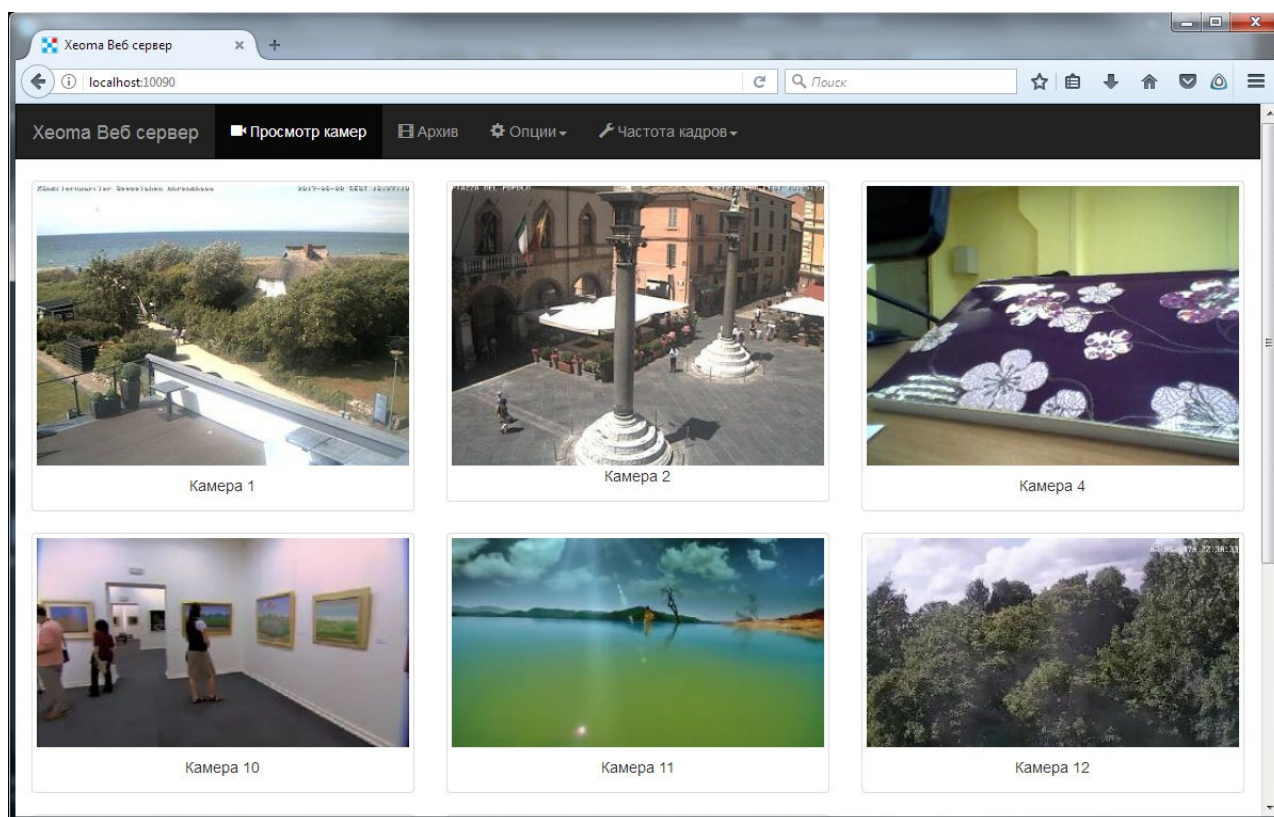 Xeoma Веб сервер
localhost:10090
Поиск
Xeoma Веб сервер
Просмотр камер
Архив
Опции
Частота кадров
PIAZZA DEL POPOLO
Камера 1
Камера 2
Камера 4
Камера 10
Камера 11
Камера 12